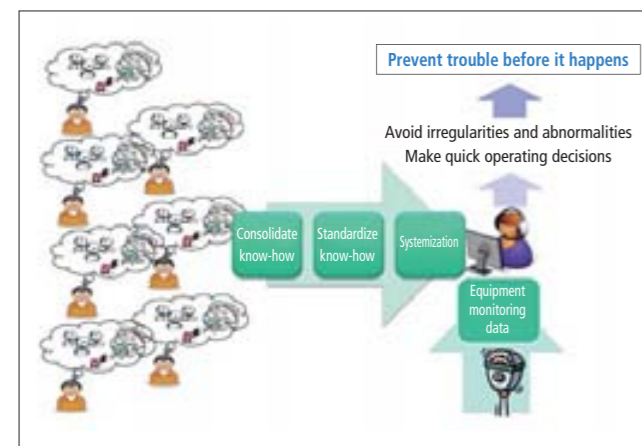 Prevent trouble before it happens
Avoid irregularities and abnormalities
Make quick operating decisions
Consolidate
know-how
Standardize
know-how
Systemization
Equipment
monitoring
data